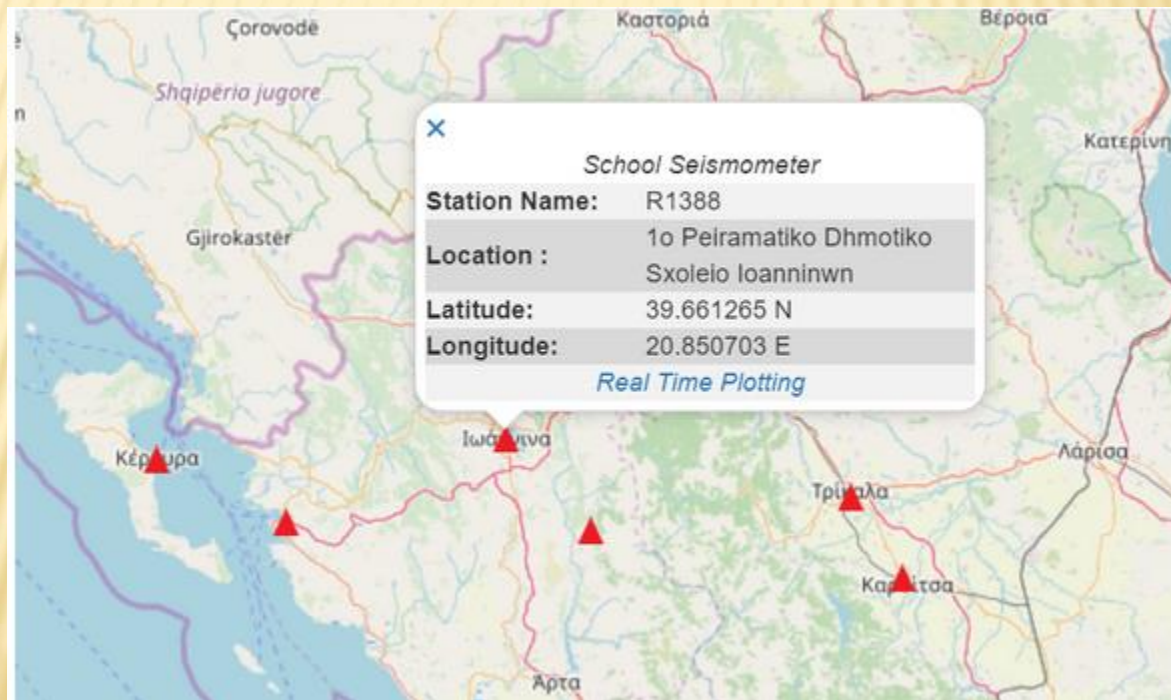 Çorovodë
Καστοριά
Βέροια
Shqipëria jugore
Κατερίνη
Gjirokastër
×
School Seismometer
Station Name: R1388
Location : 1o Peiramatiko Dhmotiko
Sxoleio Ioanninwn
Latitude: 39.661265 N
Longitude: 20.850703 E
Real Time Plotting
Λάρισα
Άρτα